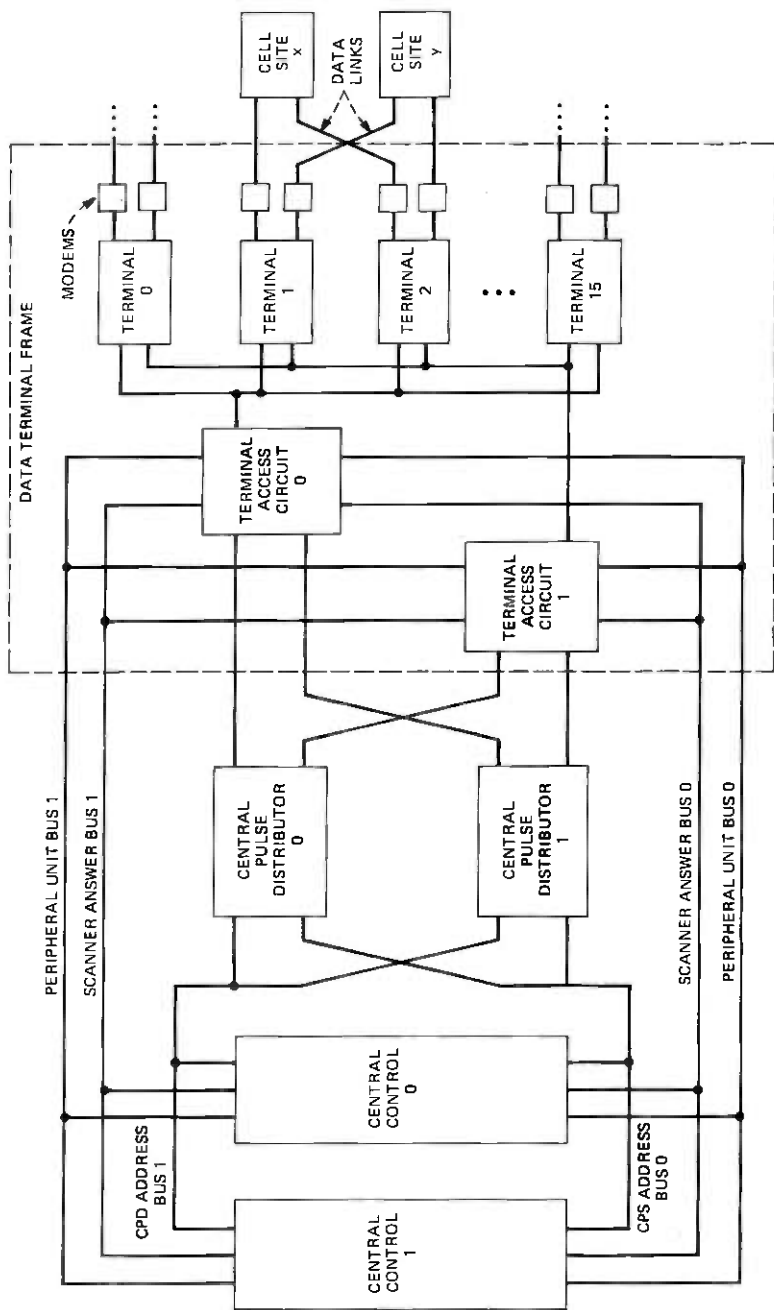 DATA TERMINAL FRAME
MODEMS
CELL
SITE
x
CELL
SITE
y
DATA
LINKS
TERMINAL
0
TERMINAL
1
TERMINAL
2
TERMINAL
15
TERMINAL
ACCESS
CIRCUIT
0
TERMINAL
ACCESS
CIRCUIT
1
PERIPHERAL UNIT BUS 1
SCANNER ANSWER BUS 1
CENTRAL
PULSE
DISTRIBUTOR
0
CENTRAL
PULSE
DISTRIBUTOR
1
SCANNER ANSWER BUS 0
PERIPHERAL UNIT BUS 0
CPD ADDRESS
BUS 1
CENTRAL
CONTROL
0
CENTRAL
CONTROL
1
CPS ADDRESS
BUS 0